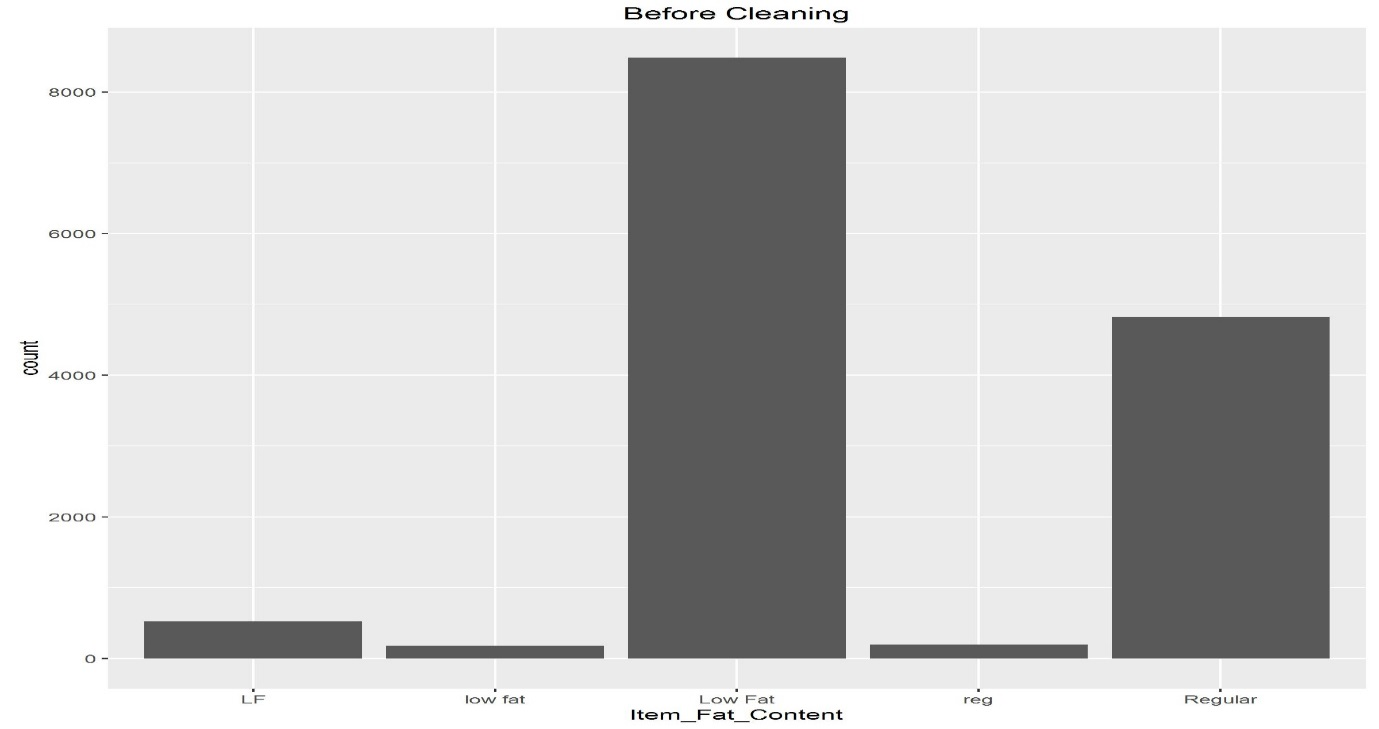 Before Cleaning
8000
6000
4000
2000
0
count
LF low fat Low Fat reg Regular
Item_Fat_Content